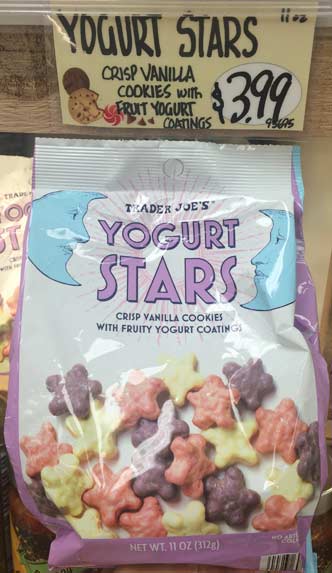 YOGURT STARS
11 oz
CRISP VANILLA
COOKIES with
FRUIT YOGURT
COATINGS
$3.99
93695
TRADER JOE'S
YOGURT
STARS
CRISP VANILLA COOKIES
WITH FRUITY YOGURT COATINGS
NET WT. 11 OZ (312g)